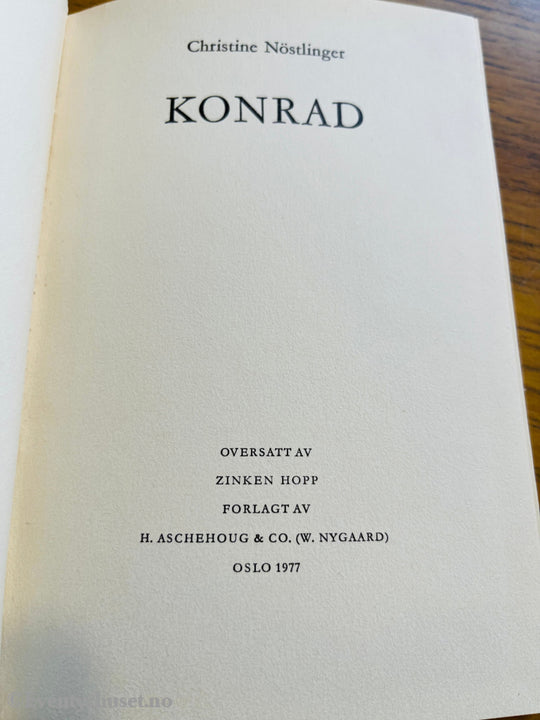 Christine Nöstlinger
KONRAD
OVERSATT AV
ZINKEN HOPP
FORLAGT AV
H. ASCHEHOUG & CO. (W. NYGAARD)
OSLO 1977